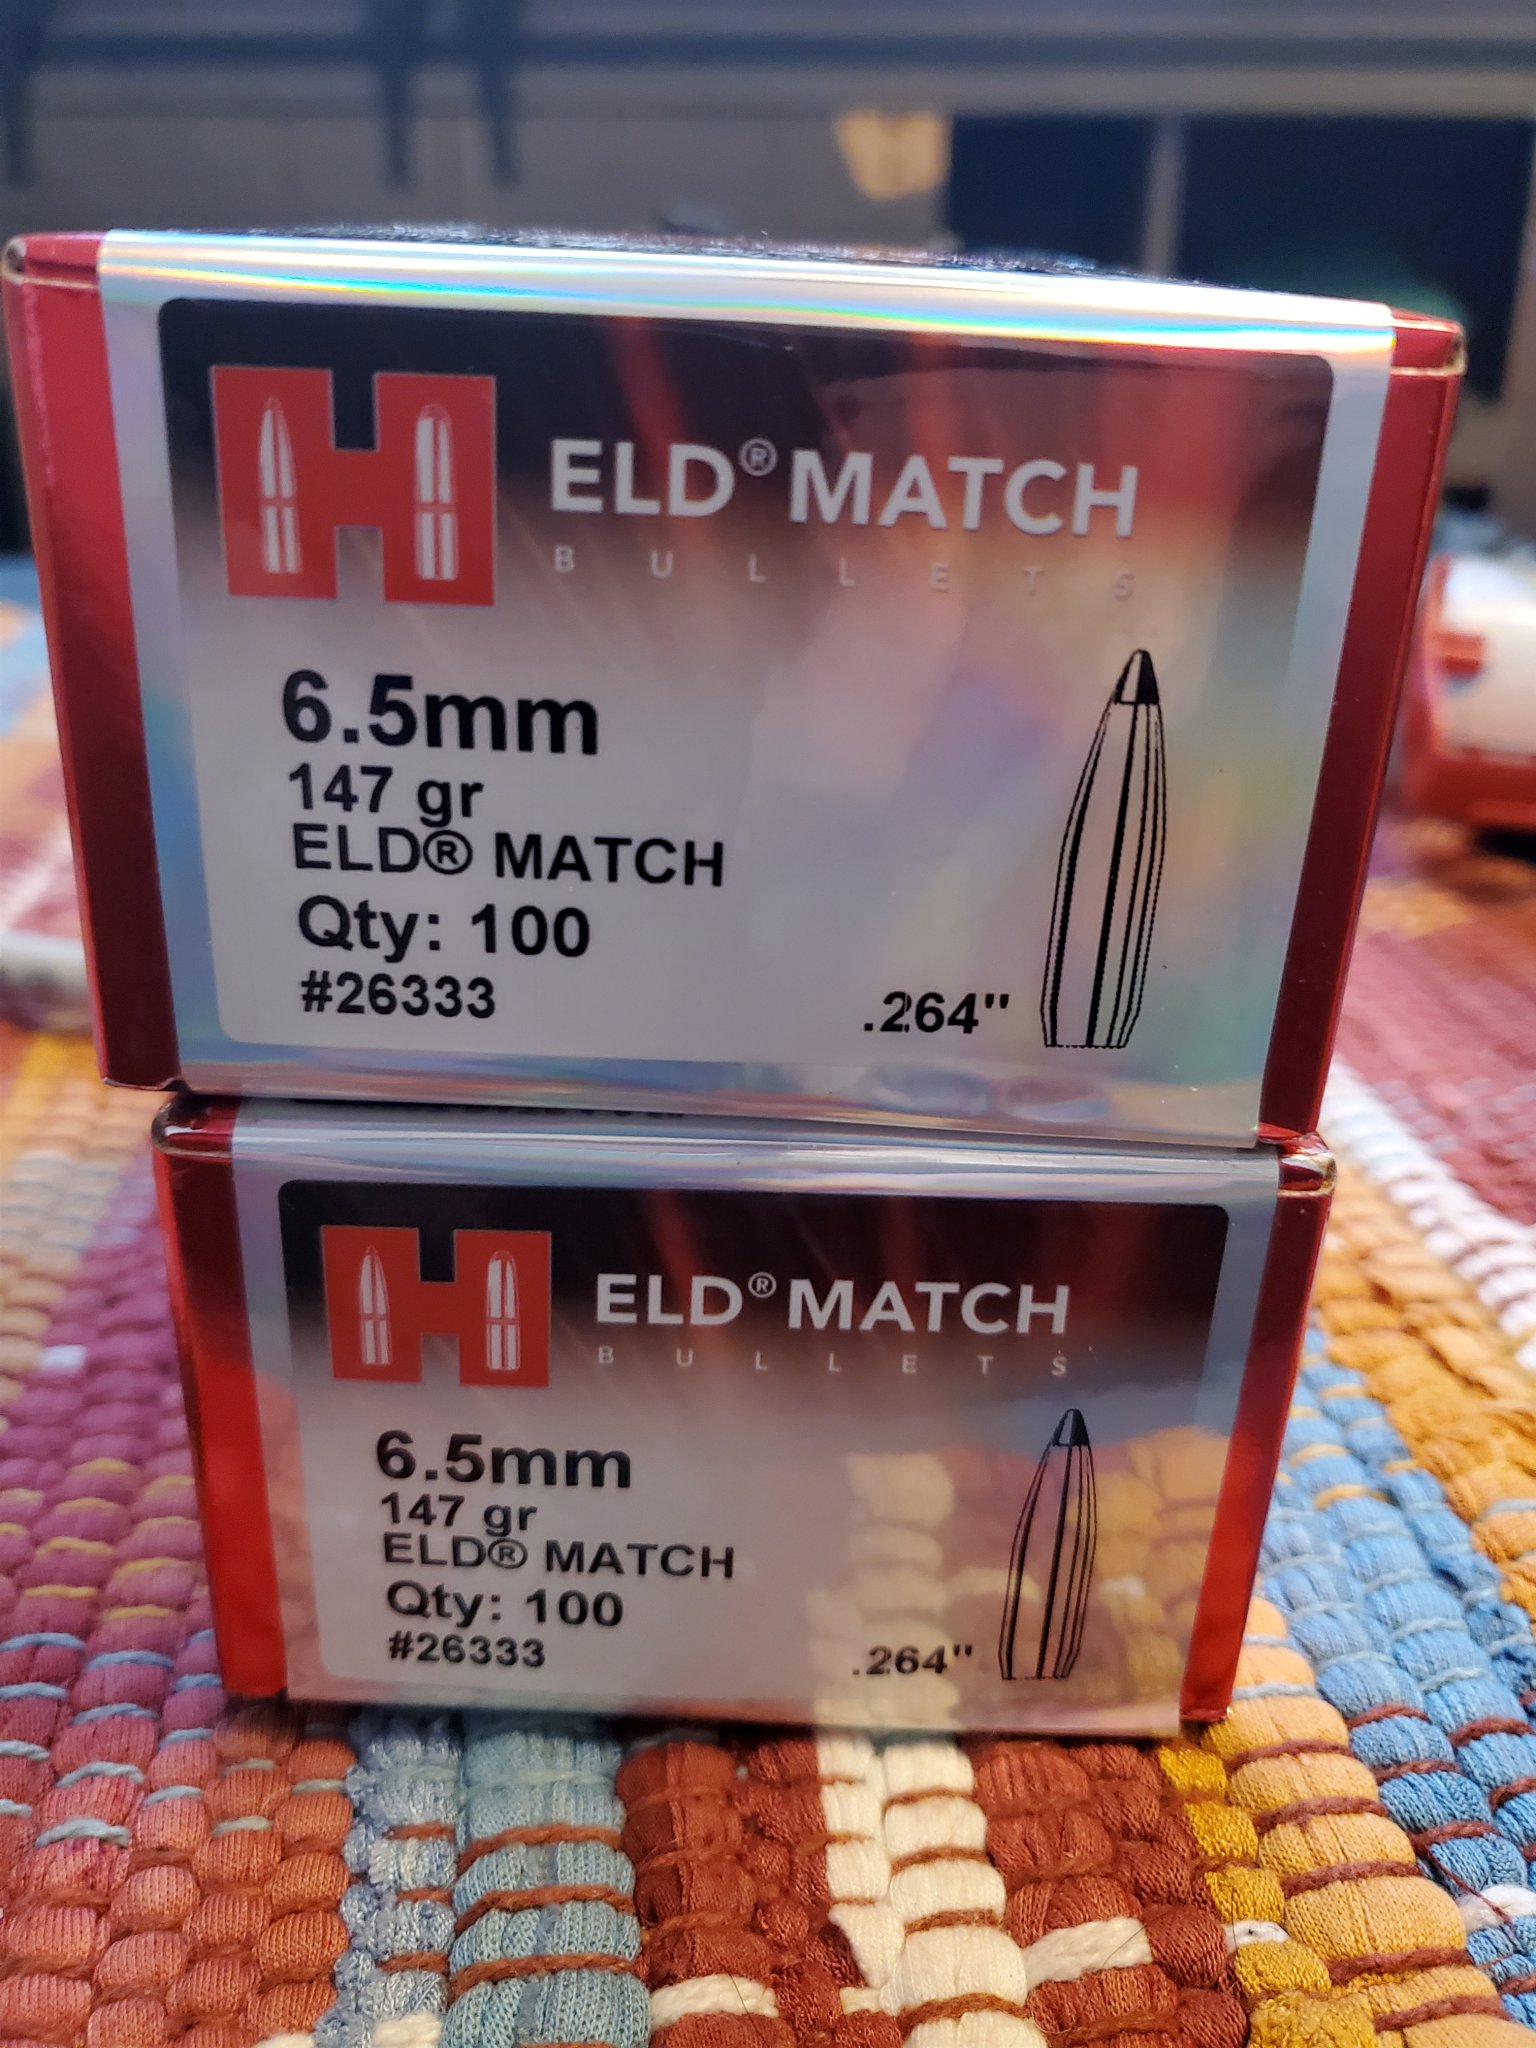 ELD® MATCH
BULLETS
6.5mm
147 gr
ELD® MATCH
Qty: 100
#26333
.264"
ELD® MATCH
BULLETS
6.5mm
147 gr
ELD® MATCH
Qty: 100
#26333
.264"